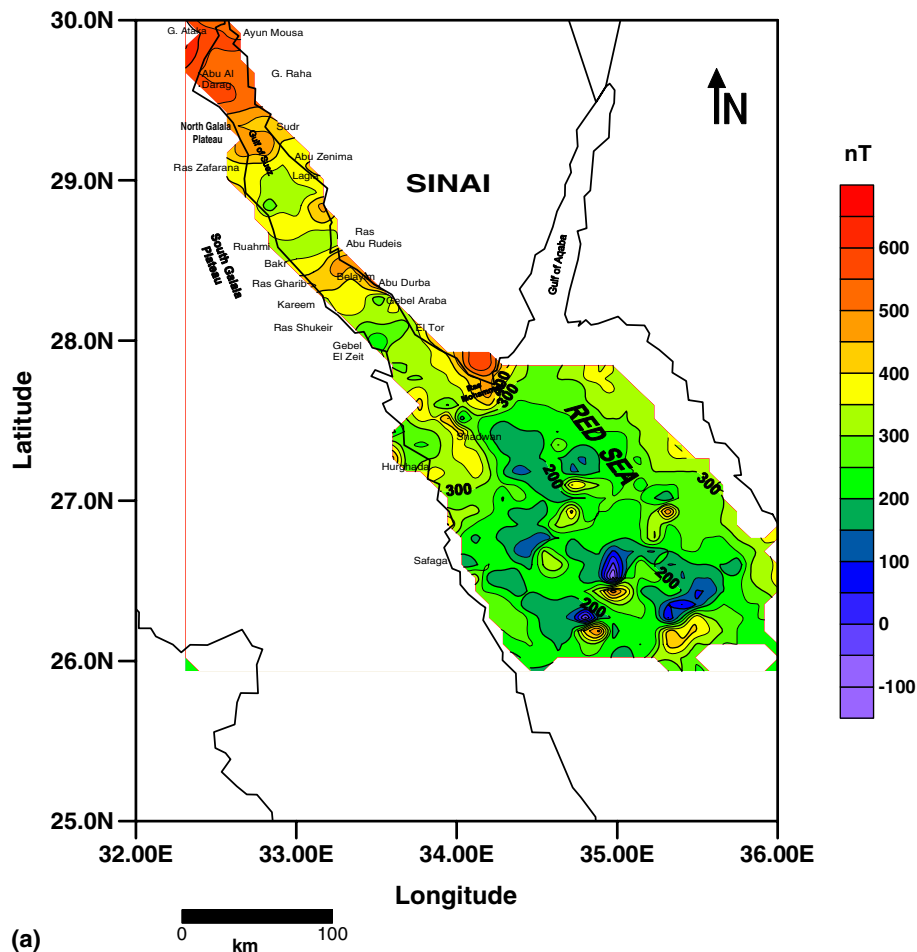 30.0N
G. Ataka
Ayun Mousa
Abu Al
Darag
G. Raha
N
North Galala
Plateau
Sudr
Gulf of Suez
nT
Abu Zenima
Ras Zafarana
Lagia
29.0N
SINAI
600
500
400
300
200
100
0
-100
South Galala
Plateau
Ras
Abu Rudeis
Ruahmi
Bakr
Gulf of Aqaba
Belayim
Ras Gharib
Abu Durba
Kareem
Gebel Araba
Ras Shukeir
El Tor
28.0N
Gebel
El Zeit
Ras
300
RED SEA
Shadwan
Hurghada
200
300
300
27.0N
Safaga
200
200
26.0N
25.0N
Latitude
32.00E
33.00E
34.00E
35.00E
36.00E
Longitude
(a)
0
100
km